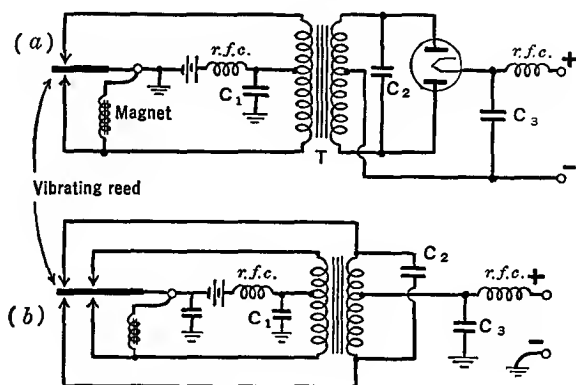 (a)
r.f.c.
C1
Magnet
T
C2
r.f.c.
+
C3
−
Vibrating reed
(b)
r.f.c.
C1
C2
r.f.c.
+
C3
−